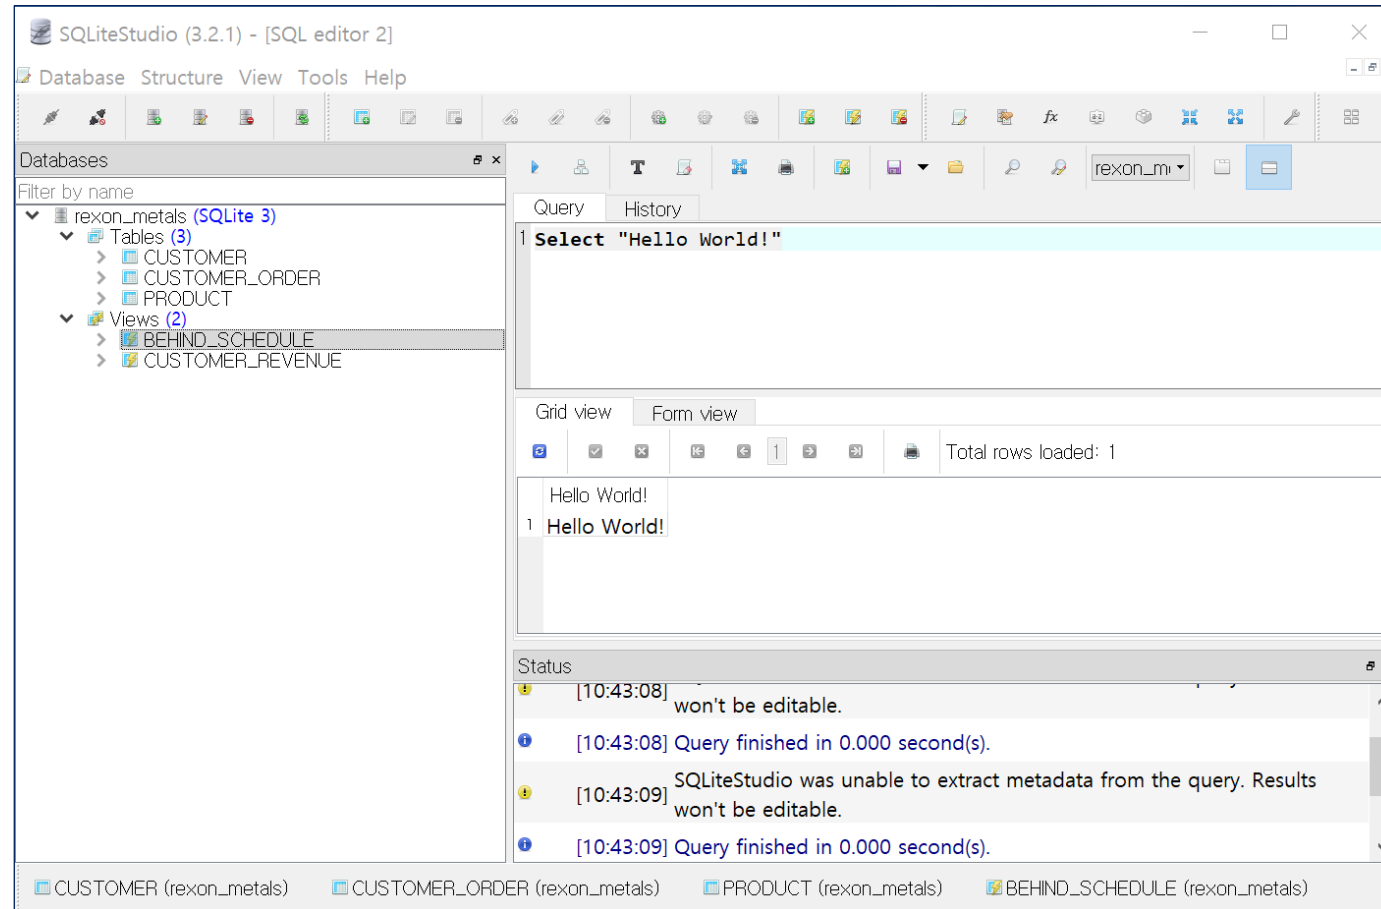 SQLiteStudio (3.2.1) - [SQL editor 2]
Database Structure View Tools Help
Databases
Filter by name
rexon_metals (SQLite 3)
Tables (3)
CUSTOMER
CUSTOMER_ORDER
PRODUCT
Views (2)
BEHIND_SCHEDULE
CUSTOMER_REVENUE
Query History
1 Select "Hello World!"
Grid view Form view
1 Total rows loaded: 1
Hello World!
1 Hello World!
Status
[10:43:08] won't be editable.
[10:43:08] Query finished in 0.000 second(s).
[10:43:09] SQLiteStudio was unable to extract metadata from the query. Results
won't be editable.
[10:43:09] Query finished in 0.000 second(s).
CUSTOMER (rexon_metals) CUSTOMER_ORDER (rexon_metals) PRODUCT (rexon_metals) BEHIND_SCHEDULE (rexon_metals)